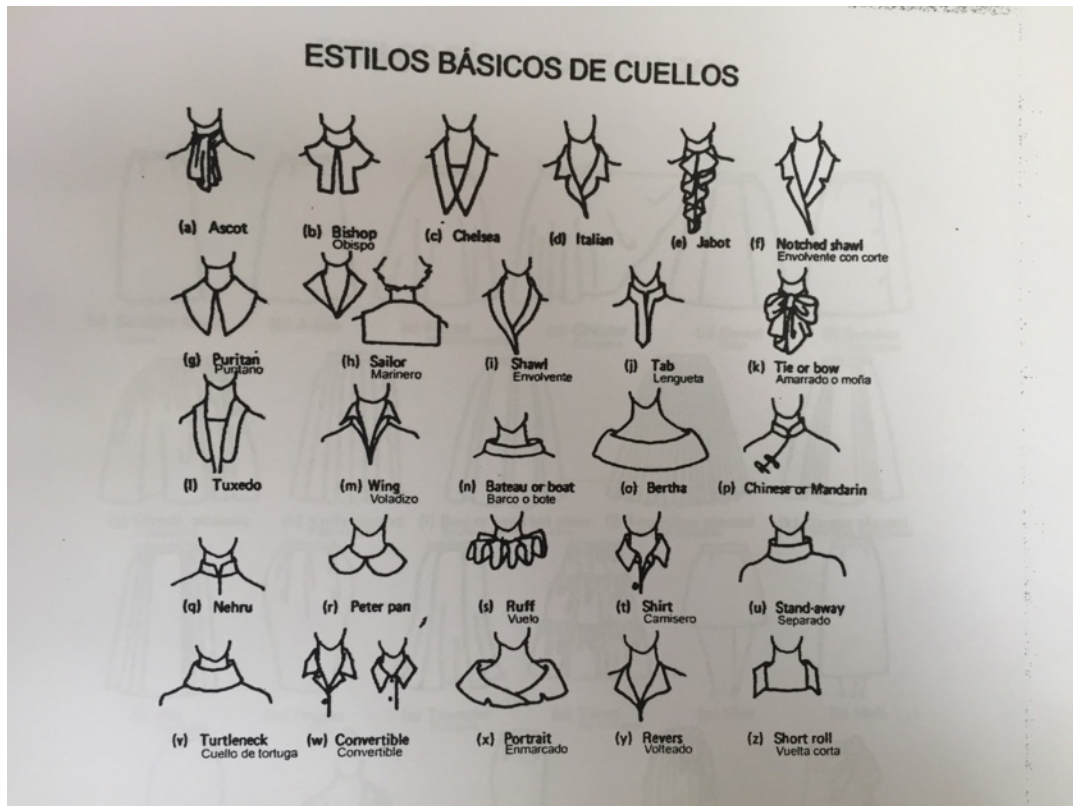 ESTILOS BÁSICOS DE CUELLOS
(a) Ascot
(b) Bishop
Obispo
(c) Chelsea
(d) Italian
(e) Jabot
(f) Notched shawl
Envolvente con corte
(g) Puritan
Puritano
(h) Sailor
Marinero
(i) Shawl
Envolvente
(j) Tab
Lengueta
(k) Tie or bow
Amarrado o moña
(l) Tuxedo
(m) Wing
Voladizo
(n) Bateau or boat
Barco o bote
(o) Bertha
(p) Chinese or Mandarin
(q) Nehru
(r) Peter pan
(s) Ruff
Vuelo
(t) Shirt
Camisero
(u) Stand-away
Separado
(v) Turtleneck
Cuello de tortuga
(w) Convertible
Convertible
(x) Portrait
Enmarcado
(y) Revers
Volteado
(z) Short roll
Vuelta corta